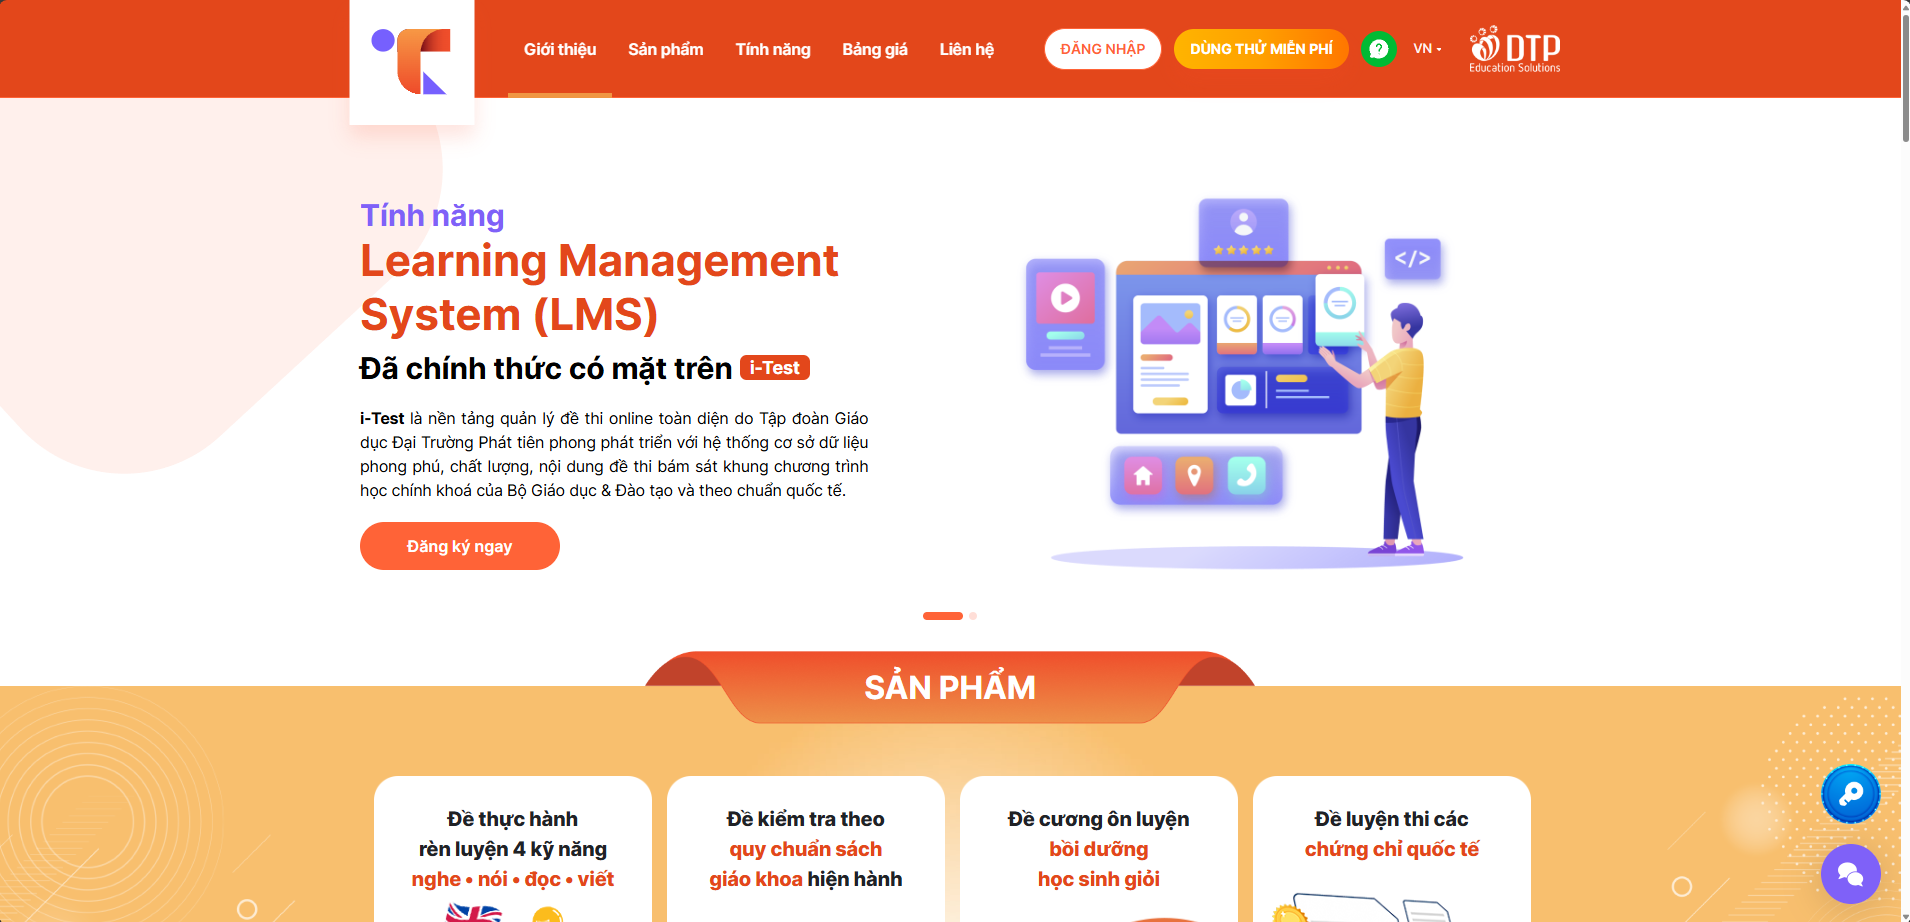 Giới thiệu
Sản phẩm
Tính năng
Bảng giá
Liên hệ
ĐĂNG NHẬP
DÙNG THỬ MIỄN PHÍ
VN
DTP
Education Solutions
Tính năng
Learning Management
System (LMS)
Đã chính thức có mặt trên i-Test
i-Test là nền tảng quản lý đề thi online toàn diện do Tập đoàn Giáo
dục Đại Trường Phát tiên phong phát triển với hệ thống cơ sở dữ liệu
phong phú, chất lượng, nội dung đề thi bám sát khung chương trình
học chính khoá của Bộ Giáo dục & Đào tạo và theo chuẩn quốc tế.
Đăng ký ngay
</>
SẢN PHẨM
Đề thực hành
rèn luyện 4 kỹ năng
nghe • nói • đọc • viết
Đề kiểm tra theo
quy chuẩn sách
giáo khoa hiện hành
Đề cương ôn luyện
bồi dưỡng
học sinh giỏi
Đề luyện thi các
chứng chỉ quốc tế